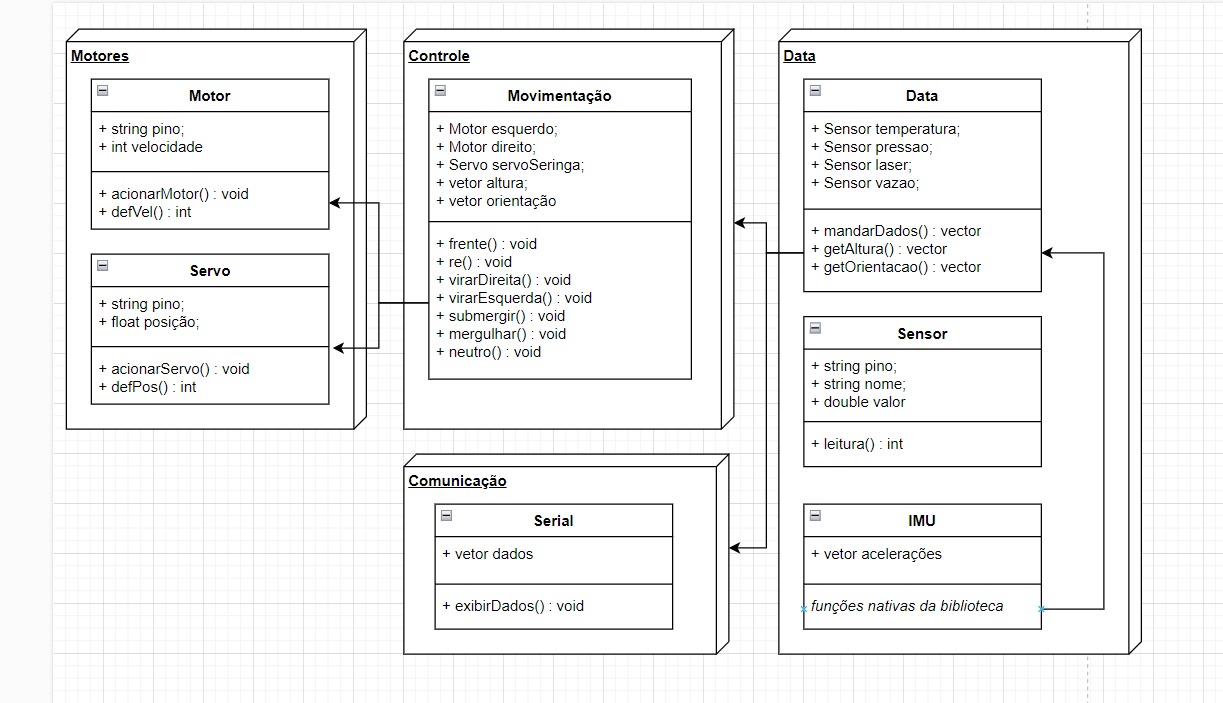 Motores
Motor
+ string pino;
+ int velocidade
+ acionarMotor() : void
+ defVel() : int
Servo
+ string pino;
+ float posição;
+ acionarServo() : void
+ defPos() : int
Controle
Movimentação
+ Motor esquerdo;
+ Motor direito;
+ Servo servoSeringa;
+ vetor altura;
+ vetor orientação
+ frente() : void
+ re() : void
+ virarDireita() : void
+ virarEsquerda() : void
+ submergir() : void
+ mergulhar() : void
+ neutro() : void
Comunicação
Serial
+ vetor dados
+ exibirDados() : void
Data
Data
+ Sensor temperatura;
+ Sensor pressao;
+ Sensor laser;
+ Sensor vazao;
+ mandarDados() : vector
+ getAltura() : vector
+ getOrientacao() : vector
Sensor
+ string pino;
+ string nome;
+ double valor
+ leitura() : int
IMU
+ vetor acelerações
funções nativas da biblioteca